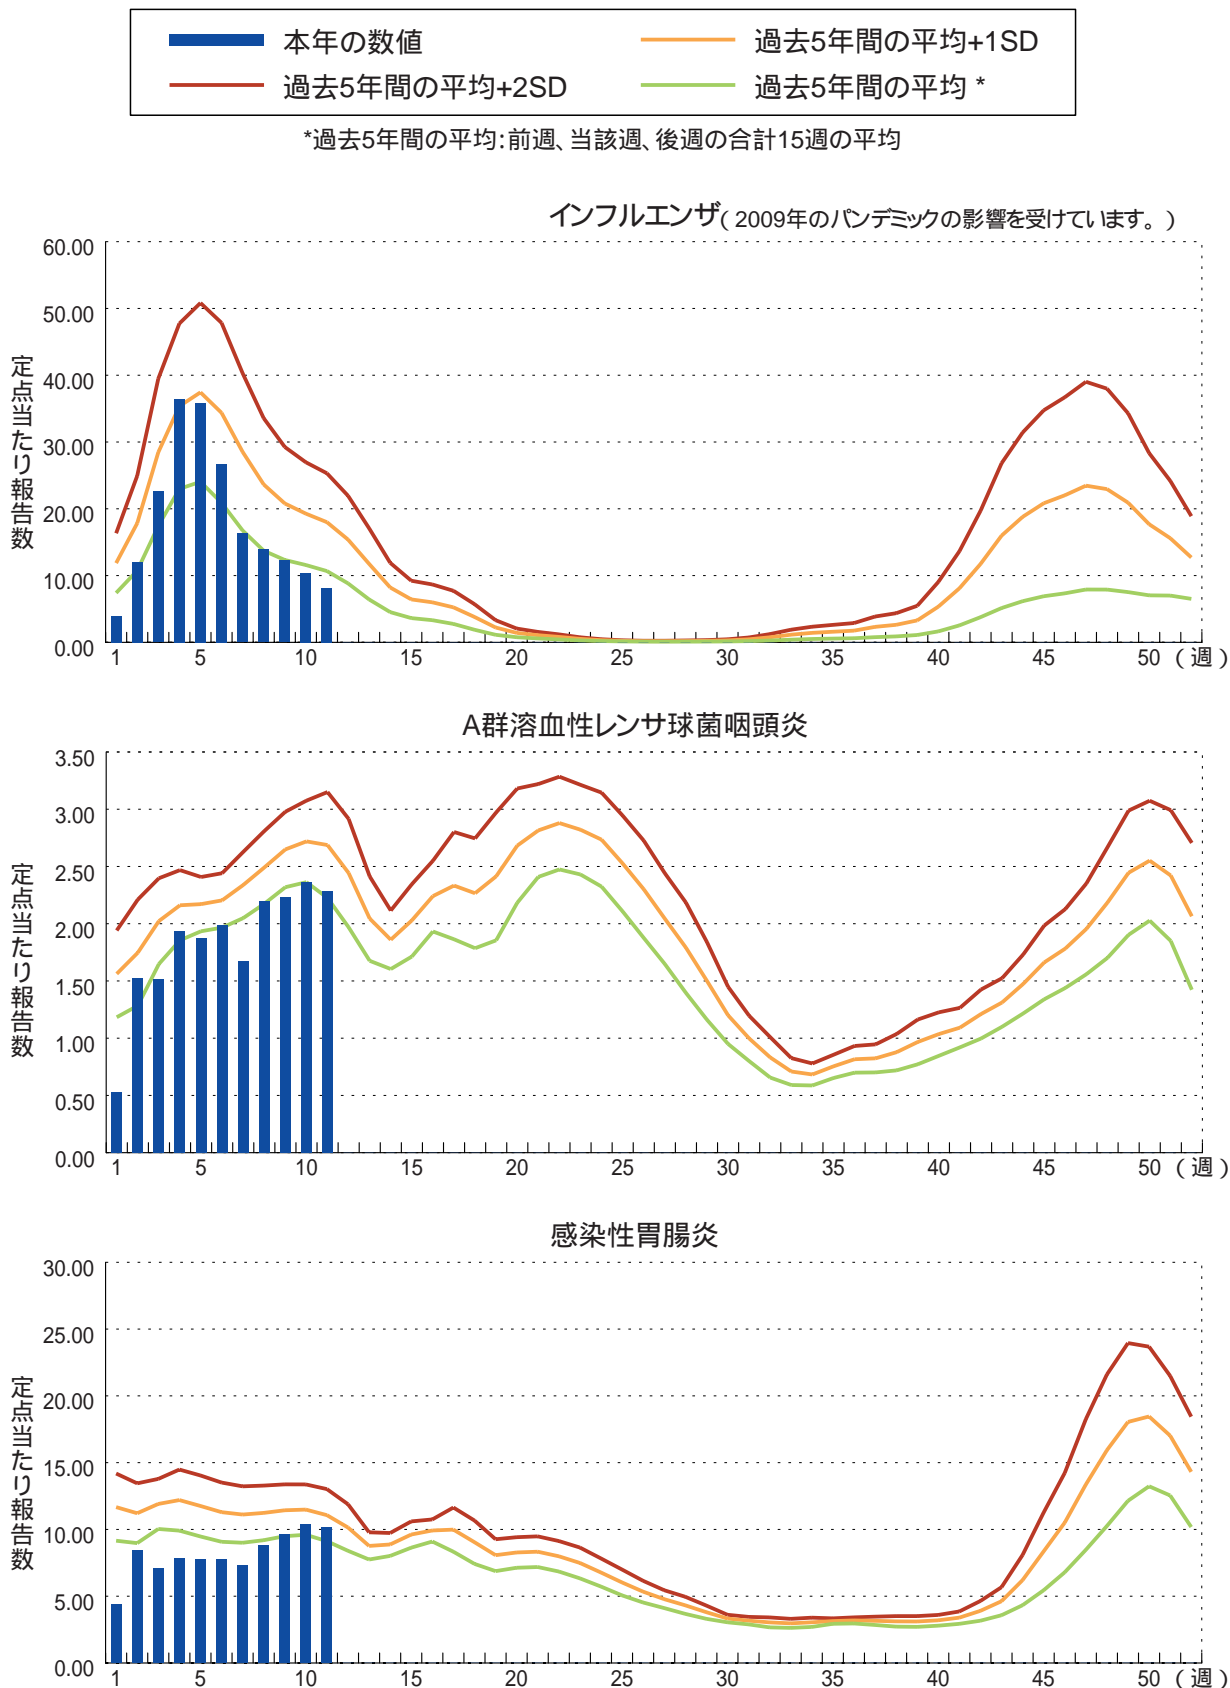 本年の数値
過去5年間の平均+1SD
過去5年間の平均+2SD
過去5年間の平均 *
*過去5年間の平均:前週、当該週、後週の合計15週の平均
インフルエンザ( 2009年のパンデミックの影響を受けています。 )
定点当たり報告数
60.00
50.00
40.00
30.00
20.00
10.00
0.00
1 5 10 15 20 25 30 35 40 45 50 (週)
A群溶血性レンサ球菌咽頭炎
定点当たり報告数
3.50
3.00
2.50
2.00
1.50
1.00
0.50
0.00
1 5 10 15 20 25 30 35 40 45 50 (週)
感染性胃腸炎
定点当たり報告数
30.00
25.00
20.00
15.00
10.00
5.00
0.00
1 5 10 15 20 25 30 35 40 45 50 (週)